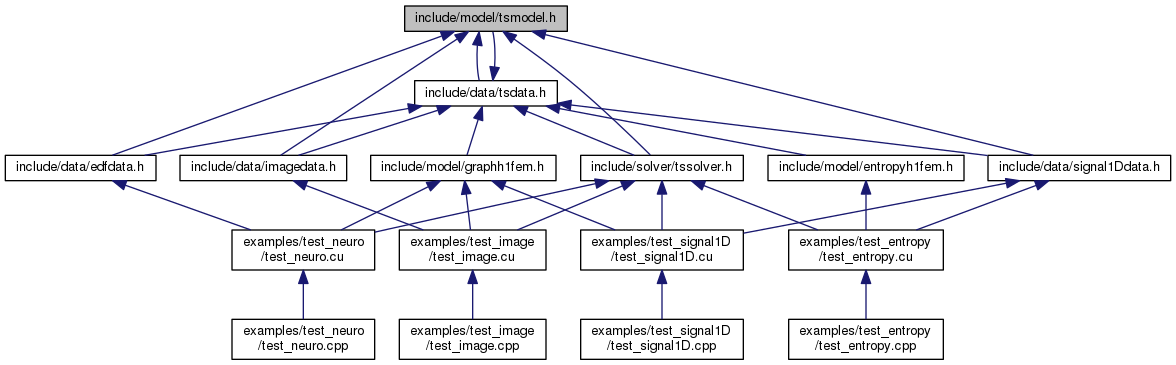 include/model/tsmodel.h
include/data/tsdata.h
include/data/edfdata.h
include/data/imagedata.h
include/model/graphh1fem.h
include/solver/tssolver.h
include/model/entropyh1fem.h
include/data/signal1Ddata.h
examples/test_neuro
/test_neuro.cu
examples/test_image
/test_image.cu
examples/test_signal1D
/test_signal1D.cu
examples/test_entropy
/test_entropy.cu
examples/test_neuro
/test_neuro.cpp
examples/test_image
/test_image.cpp
examples/test_signal1D
/test_signal1D.cpp
examples/test_entropy
/test_entropy.cpp